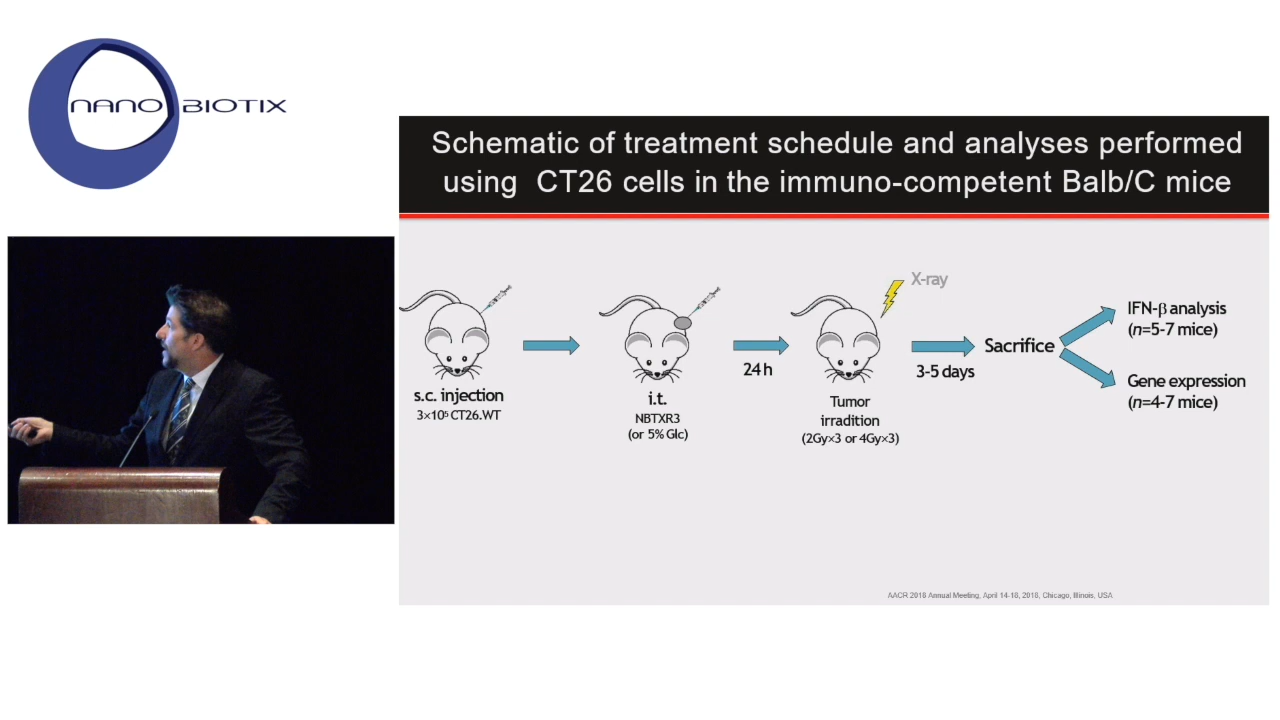 NANOBIOTIX
Schematic of treatment schedule and analyses performed
using CT26 cells in the immuno-competent Balb/C mice
X-ray
IFN-β analysis
(n=5-7 mice)
Sacrifice
24 h
3-5 days
Gene expression
(n=4-7 mice)
s.c. injection
3×10⁵ CT26.WT
i.t.
NBTXR3
(or 5% Glc)
Tumor
irradition
(2Gy×3 or 4Gy×3)
AACR 2018 Annual Meeting, April 14-18, 2018, Chicago, Illinois, USA